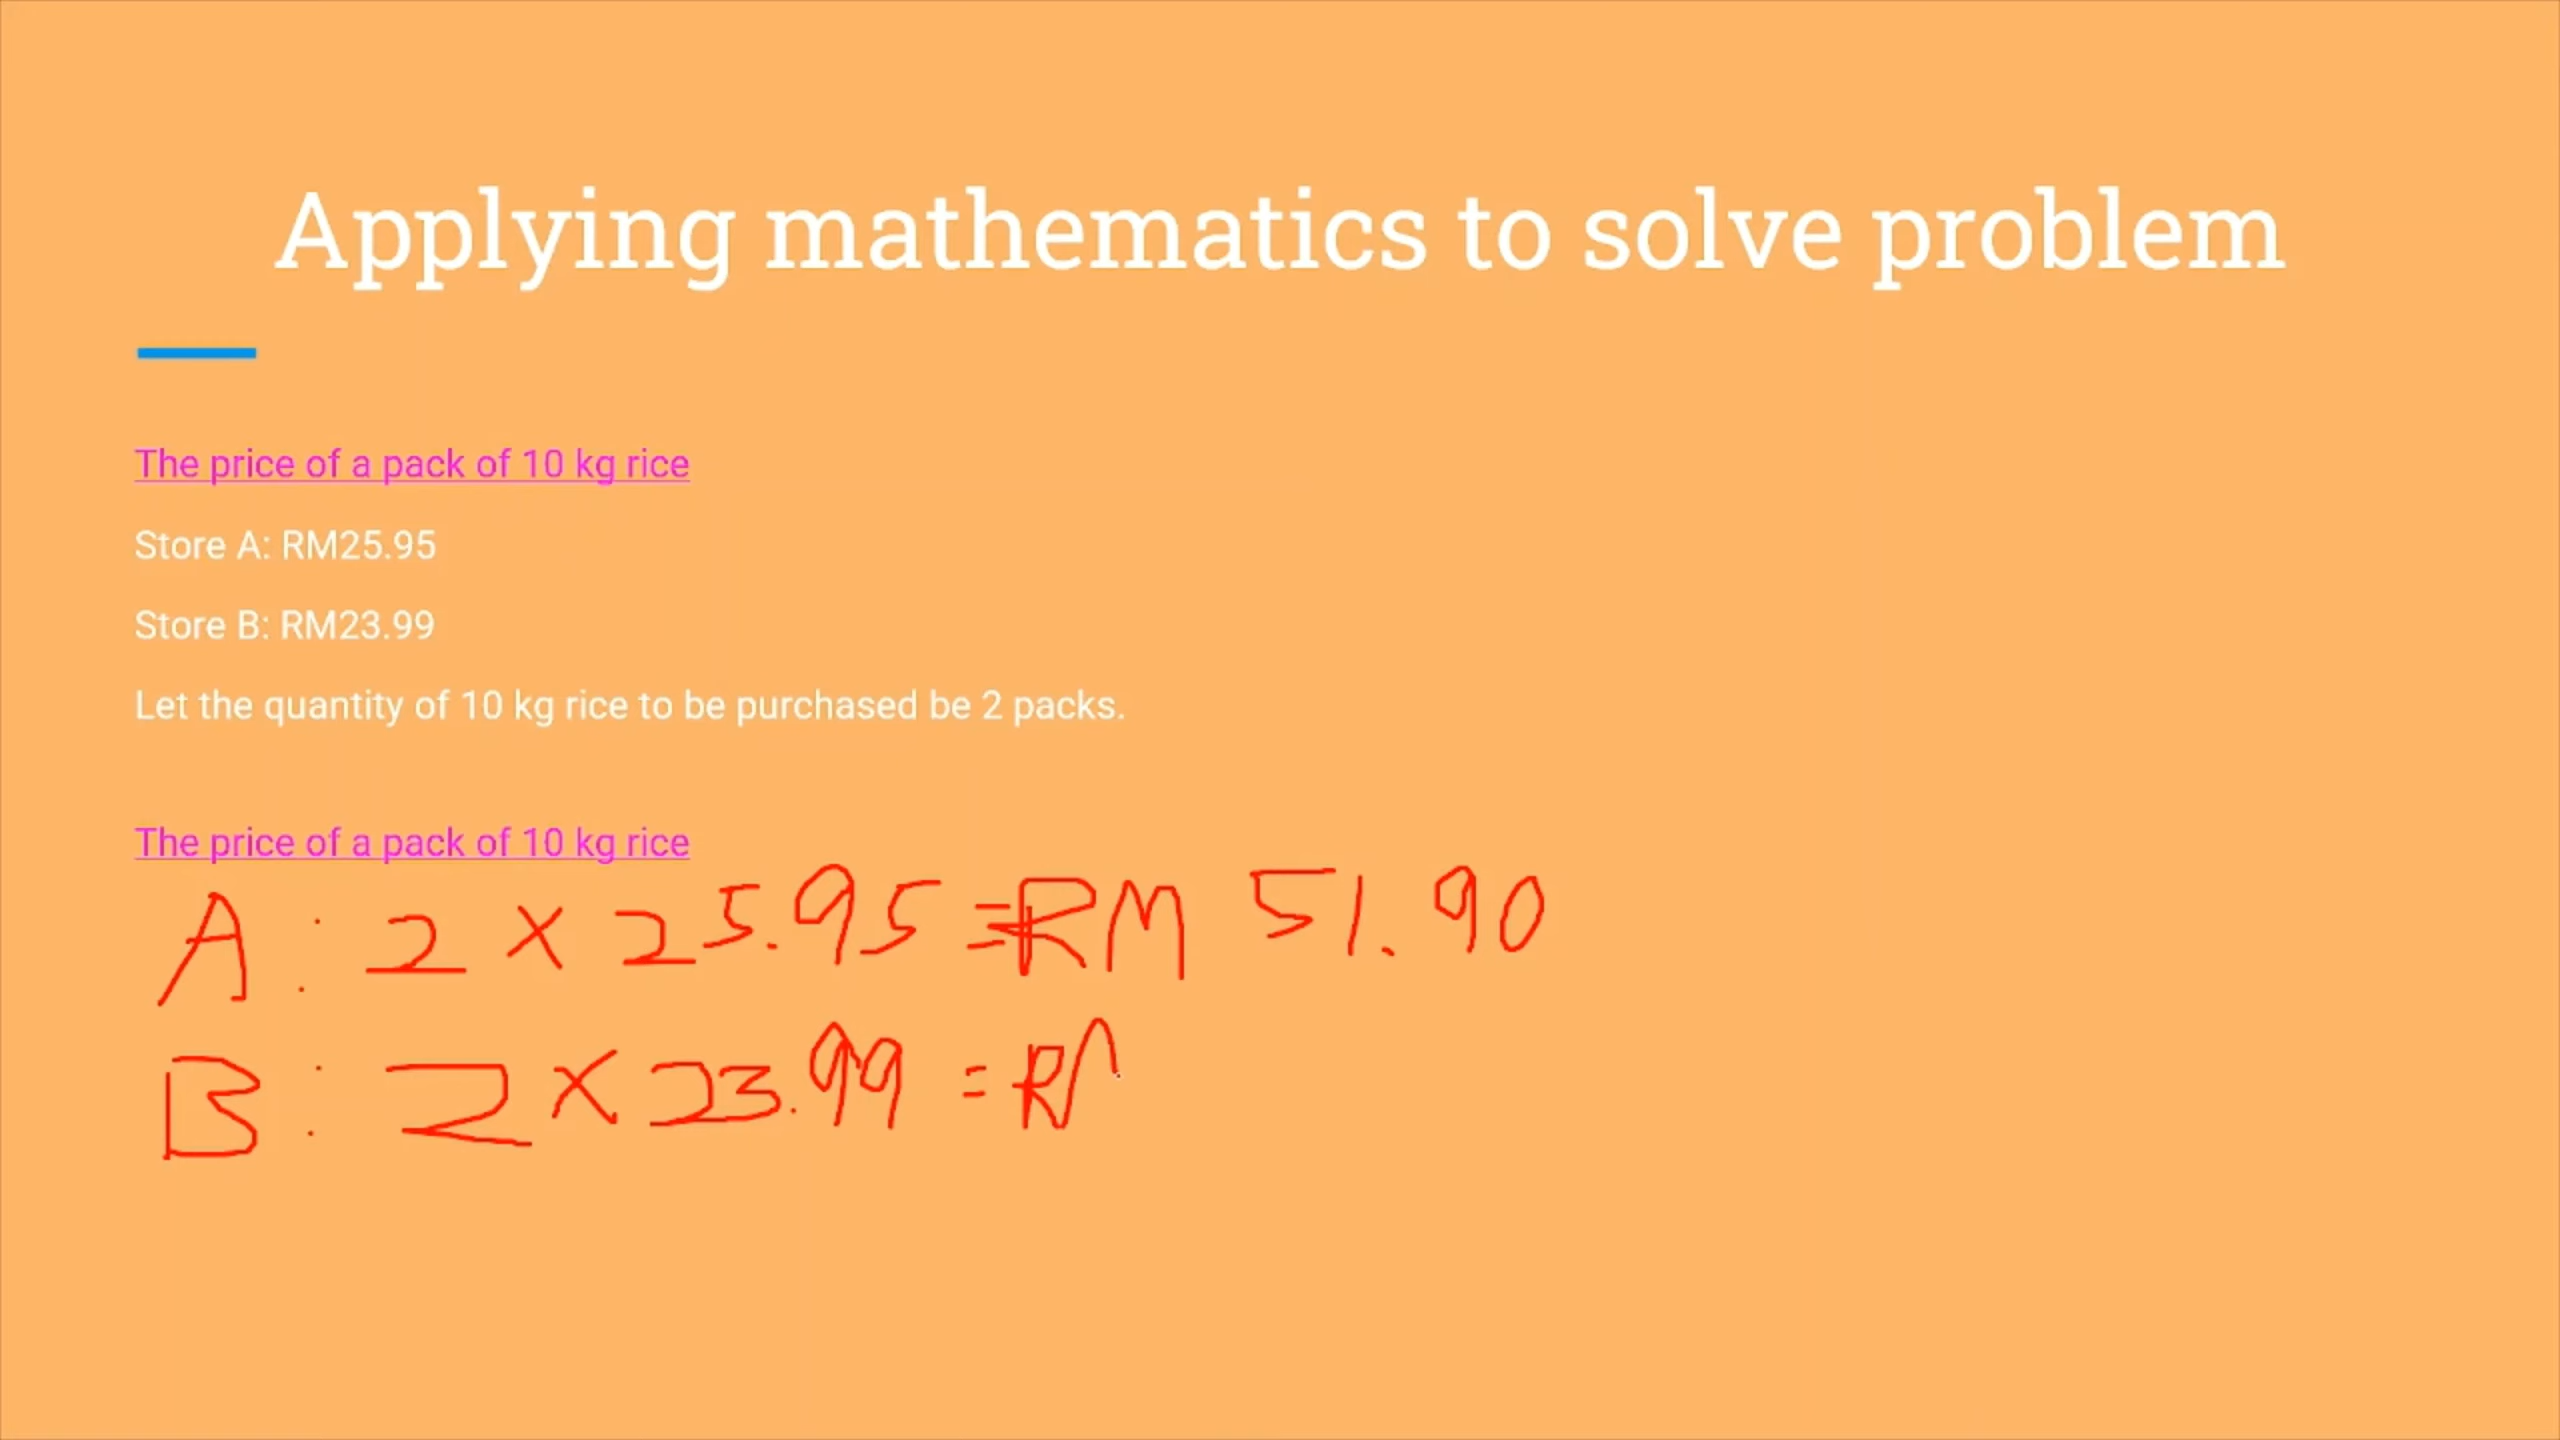 Applying mathematics to solve problem
The price of a pack of 10 kg rice
Store A: RM25.95
Store B: RM23.99
Let the quantity of 10 kg rice to be purchased be 2 packs.
The price of a pack of 10 kg rice
A: 2 × 25.95 = RM 51.90
B: 2 × 23.99 = R